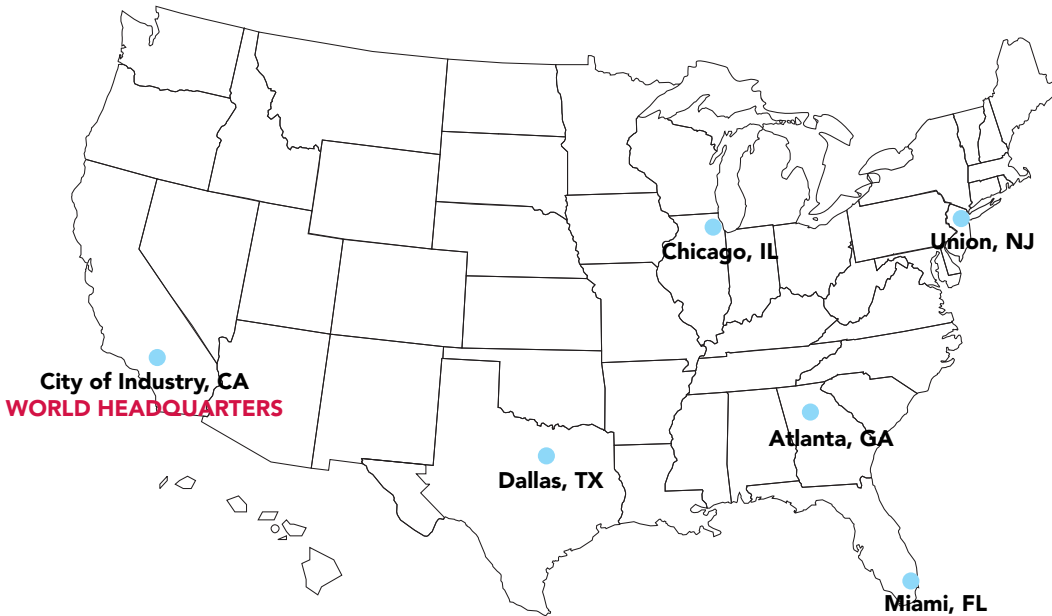 Chicago, IL
Union, NJ
City of Industry, CA
WORLD HEADQUARTERS
Atlanta, GA
Dallas, TX
Miami, FL